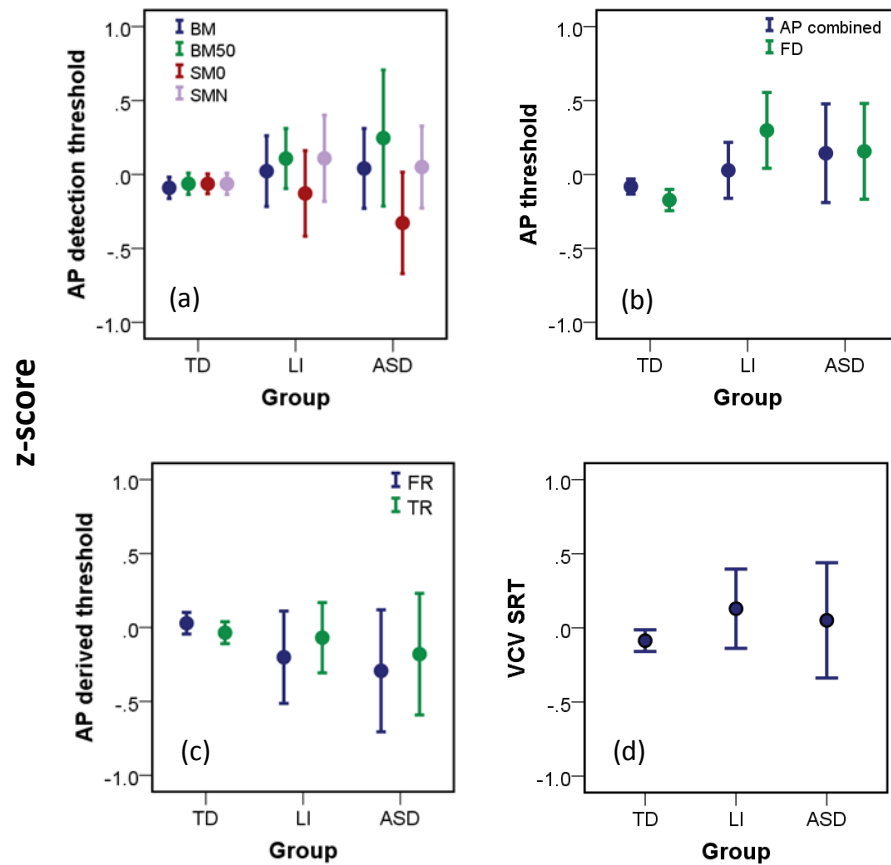 z-score
AP detection threshold
1.0
.5
.0
-.5
-1.0
BM
BM50
SM0
SMN
(a)
TD LI ASD
Group
AP threshold
1.0
.5
.0
-.5
-1.0
AP combined
FD
(b)
TD LI ASD
Group
AP derived threshold
1.0
.5
.0
-.5
-1.0
FR
TR
(c)
TD LI ASD
Group
VCV SRT
1.0
.5
.0
-.5
-1.0
(d)
TD LI ASD
Group